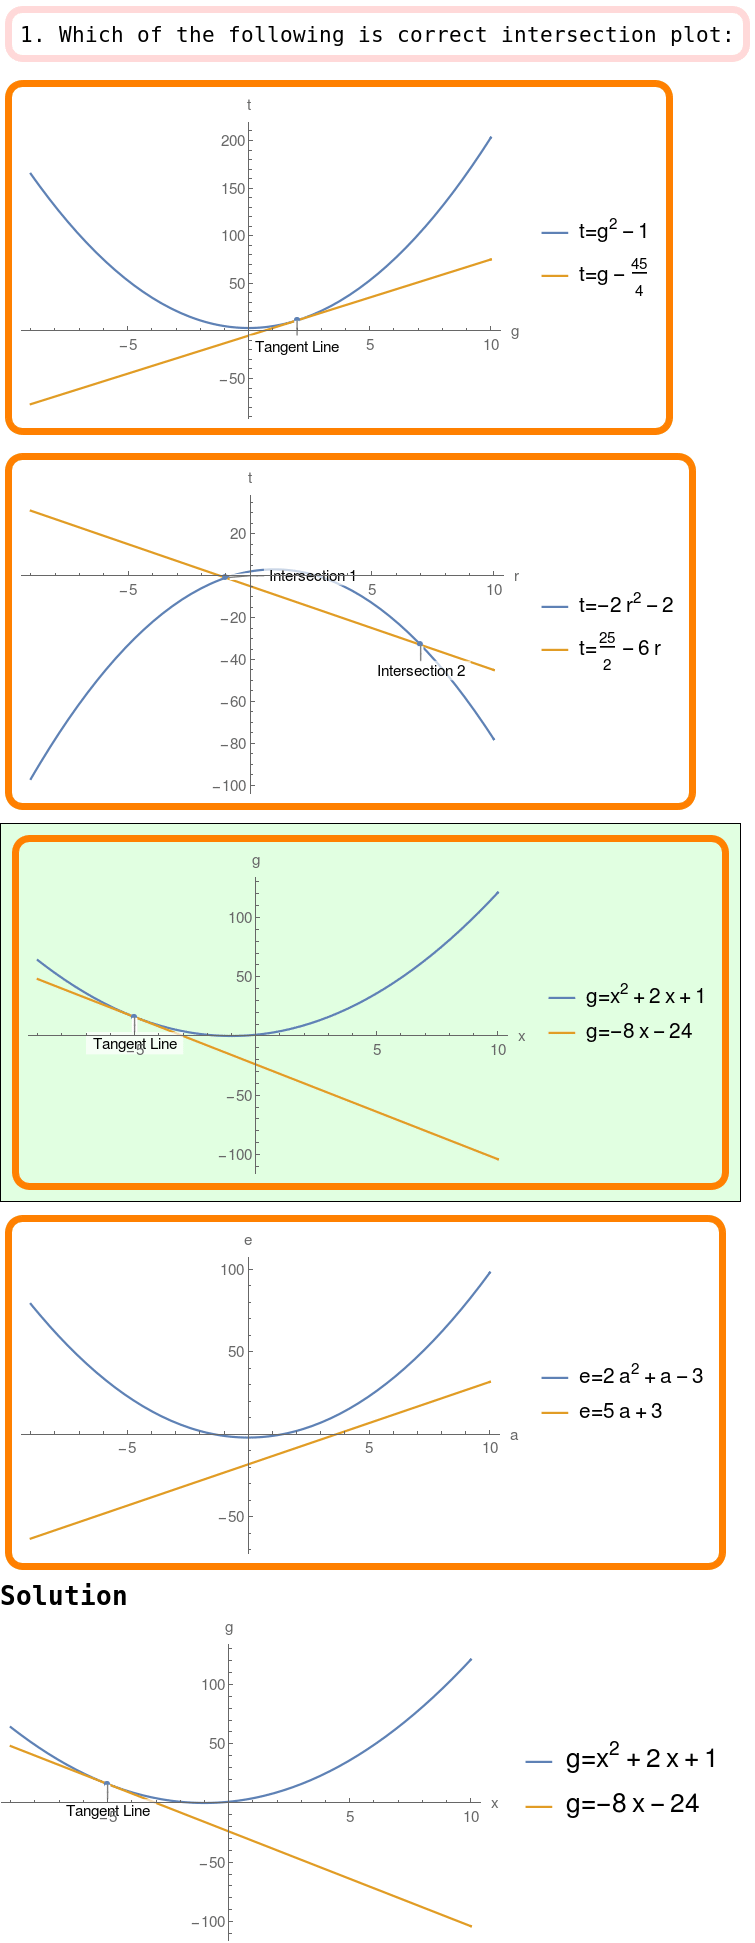 1. Which of the following is correct intersection plot:
t
200
150
100
50
−50
−5
5
10
g
Tangent Line
t=g² − 1
t=g − 45/4
t
20
−20
−40
−60
−80
−100
−5
5
10
r
Intersection 1
Intersection 2
t=−2 r² − 2
t=25/2 − 6 r
g
100
50
−50
−100
−5
5
10
x
Tangent Line
g=x² + 2 x + 1
g=−8 x − 24
e
100
50
−50
−5
5
10
a
e=2 a² + a − 3
e=5 a + 3
Solution
g
100
50
−50
−100
−5
5
10
x
Tangent Line
g=x² + 2 x + 1
g=−8 x − 24